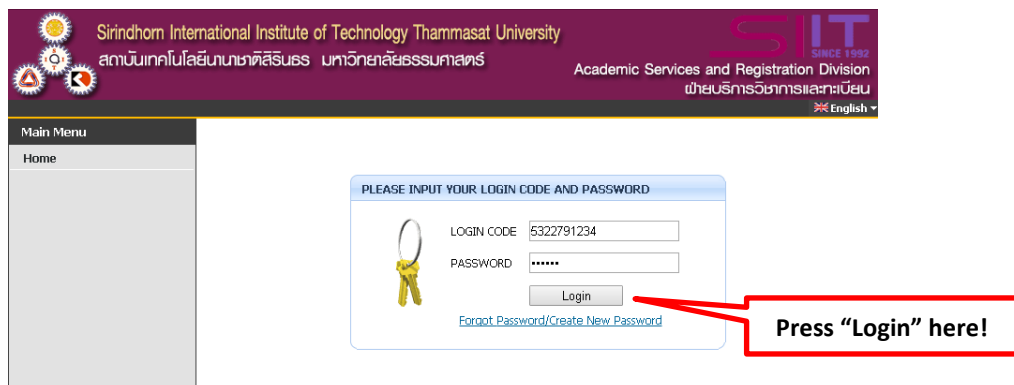 Sirindhorn International Institute of Technology Thammasat University
สถาบันเทคโนโลยีนานาชาติสิรินธร มหาวิทยาลัยธรรมศาสตร์
SIIT
SINCE 1992
Academic Services and Registration Division
ฝ่ายบริการวิชาการและทะเบียน
English
Main Menu
Home
PLEASE INPUT YOUR LOGIN CODE AND PASSWORD
LOGIN CODE 5322791234
PASSWORD ••••••
Login
Forgot Password/Create New Password
Press “Login” here!